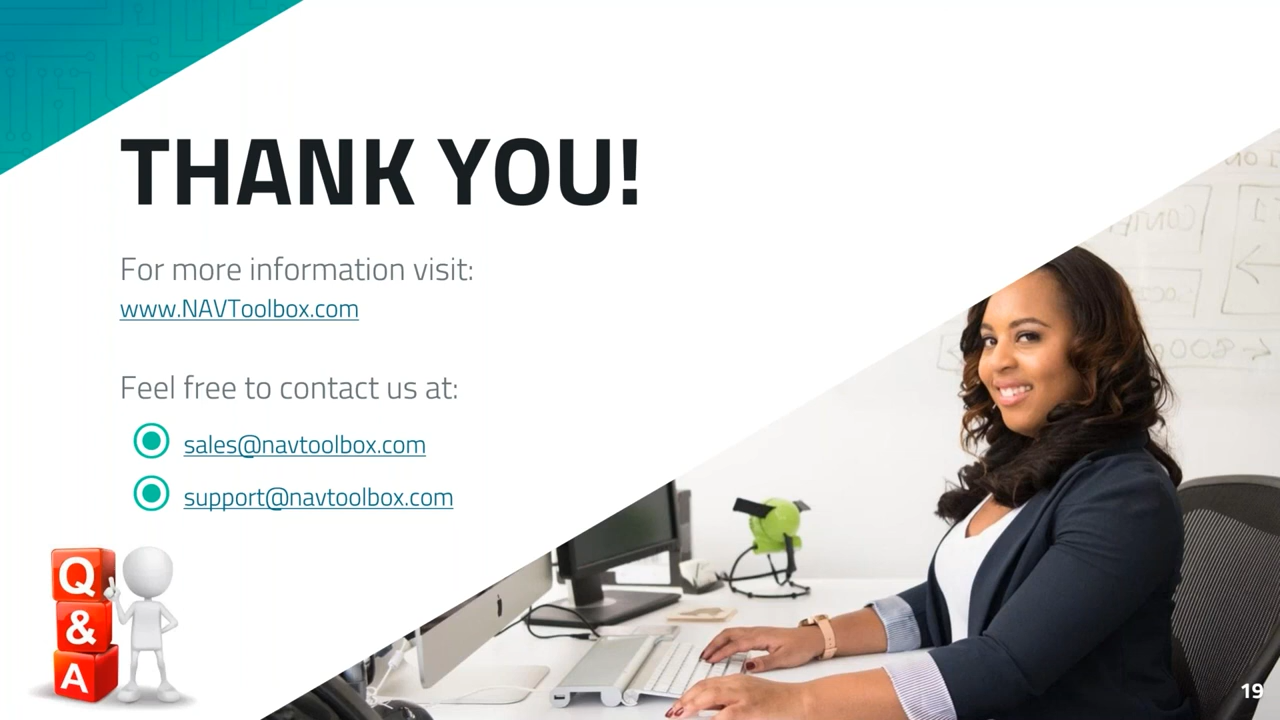 THANK YOU!
For more information visit:
www.NAVToolbox.com
Feel free to contact us at:
sales@navtoolbox.com
support@navtoolbox.com
Q
&
A
19